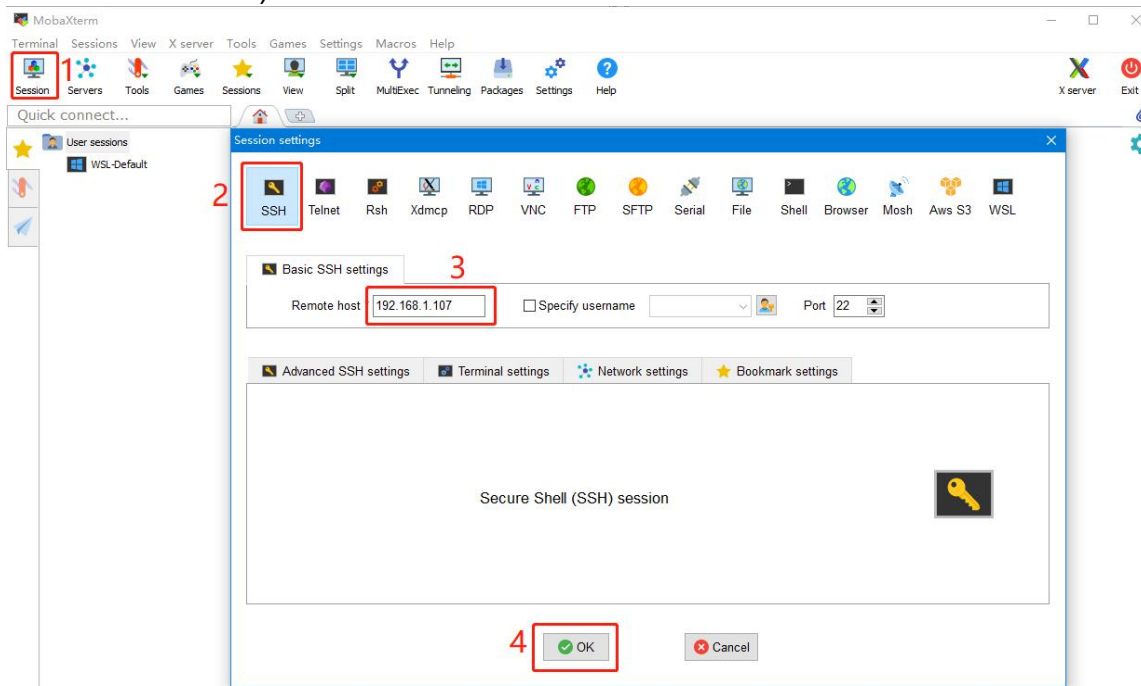 MobaXterm
Terminal Sessions View X server Tools Games Settings Macros Help
1
Session Servers Tools Games Sessions View Split MultiExec Tunneling Packages Settings Help X server Exit
Quick connect...
User sessions
WSL-Default
Session settings
2
SSH Telnet Rsh Xdmcp RDP VNC FTP SFTP Serial File Shell Browser Mosh Aws S3 WSL
Basic SSH settings
3
Remote host 192.168.1.107 Specify username Port 22
Advanced SSH settings Terminal settings Network settings Bookmark settings
Secure Shell (SSH) session
4
OK Cancel